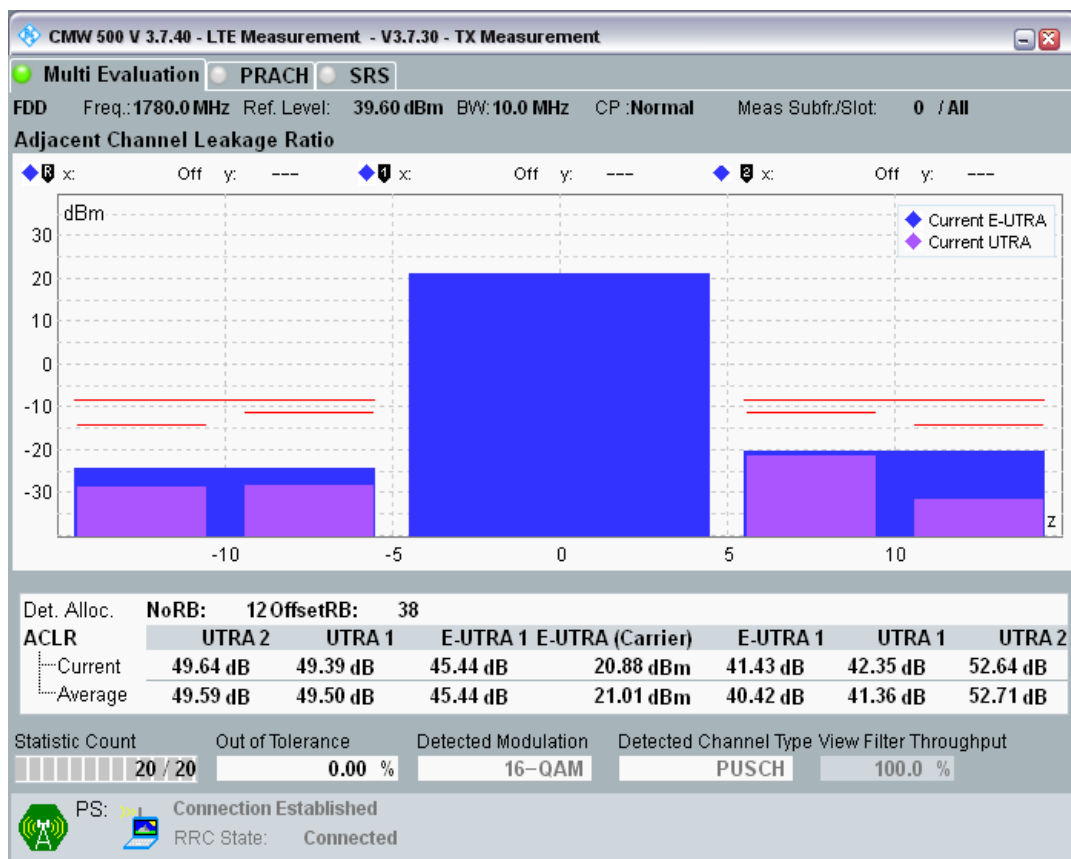 CMW 500 V 3.7.40 - LTE Measurement - V3.7.30 - TX Measurement
Multi Evaluation PRACH SRS
FDD Freq.: 1780.0 MHz Ref. Level: 39.60 dBm BW: 10.0 MHz CP :Normal Meas Subfr./Slot: 0 / All
Adjacent Channel Leakage Ratio
R x: Off y: --- 1 x: Off y: --- 2 x: Off y: ---
dBm
Current E-UTRA
Current UTRA
30
20
10
0
-10
-20
-30
z
-10 -5 0 5 10
Det. Alloc. NoRB: 12 OffsetRB: 38
ACLR UTRA 2 UTRA 1 E-UTRA 1 E-UTRA (Carrier) E-UTRA 1 UTRA 1 UTRA 2
Current 49.64 dB 49.39 dB 45.44 dB 20.88 dBm 41.43 dB 42.35 dB 52.64 dB
Average 49.59 dB 49.50 dB 45.44 dB 21.01 dBm 40.42 dB 41.36 dB 52.71 dB
Statistic Count Out of Tolerance Detected Modulation Detected Channel Type View Filter Throughput
20 / 20 0.00 % 16-QAM PUSCH 100.0 %
PS: Connection Established
RRC State: Connected